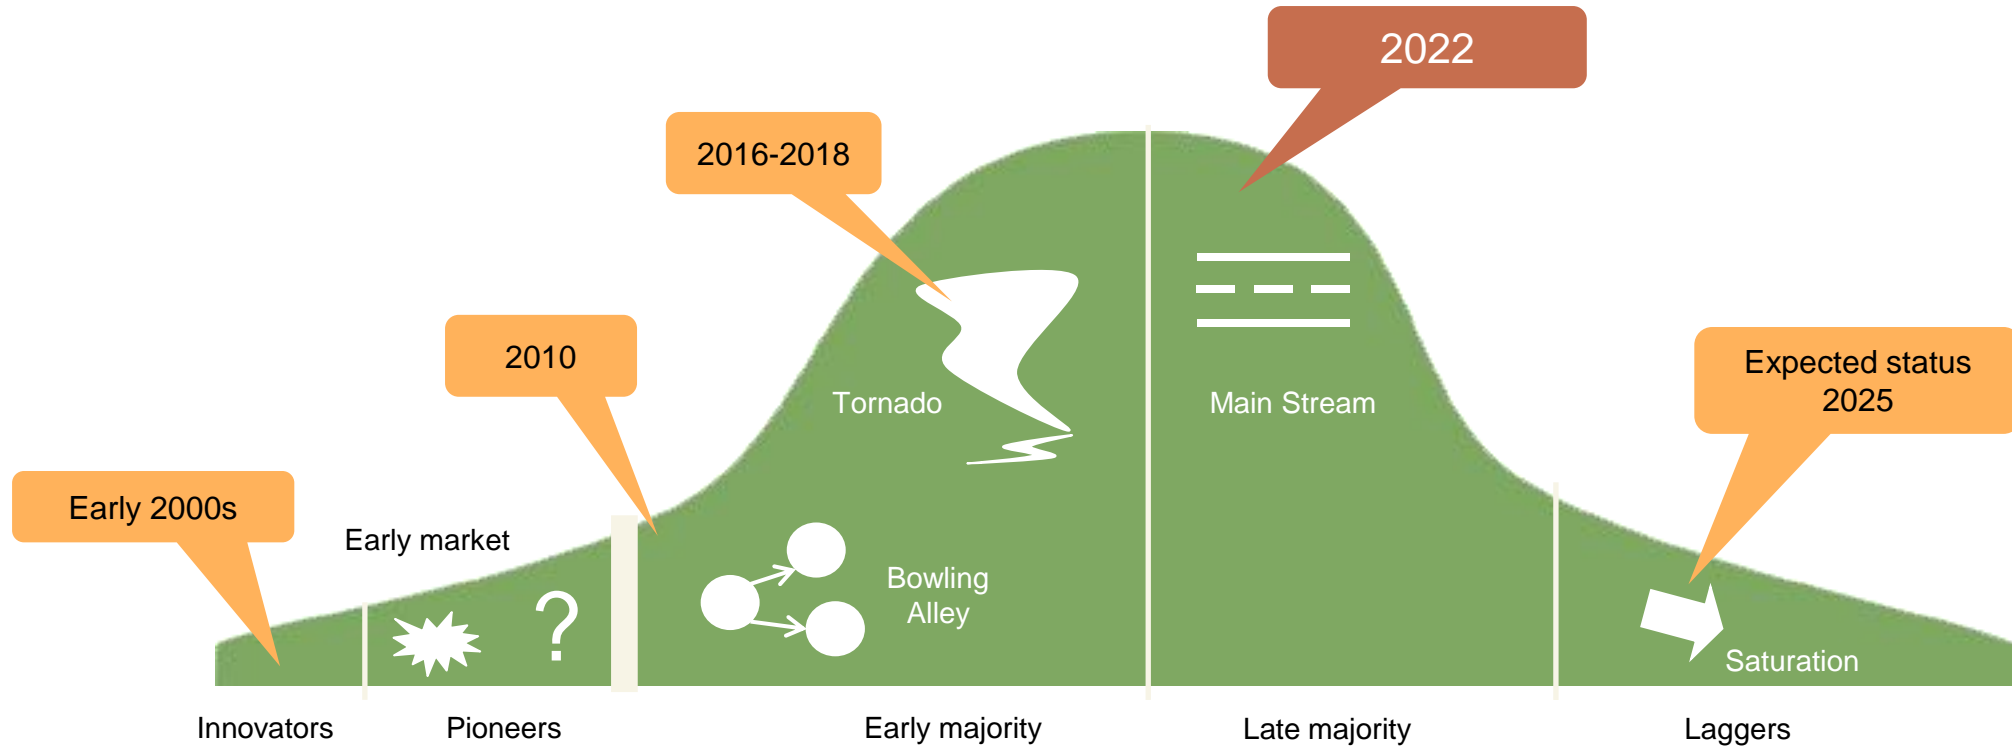 2022
2016-2018
2010
Expected status
2025
Early 2000s
Early market
Tornado
Main Stream
?
Bowling
Alley
Saturation
Innovators
Pioneers
Early majority
Late majority
Laggers